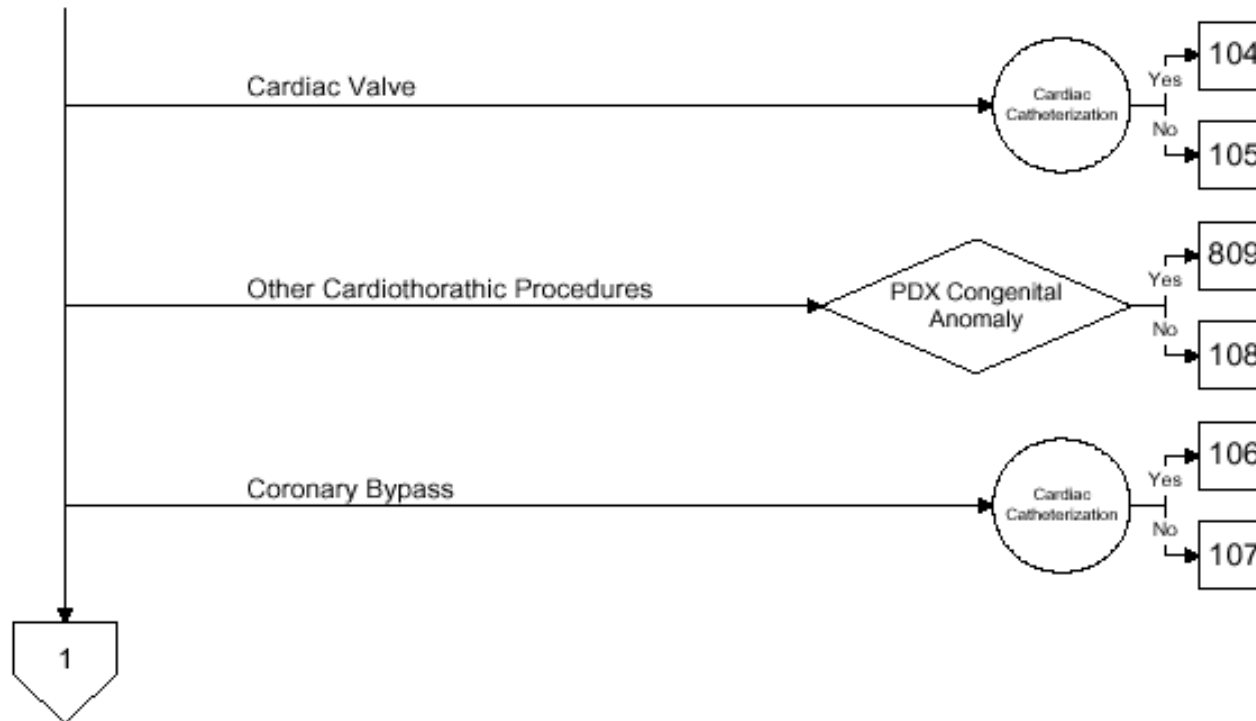 Cardiac Valve
Cardiac
Catheterization
Yes
No
104
105
Other Cardiothorathic Procedures
PDX Congenital
Anomaly
Yes
No
809
108
Coronary Bypass
Cardiac
Catheterization
Yes
No
106
107
1